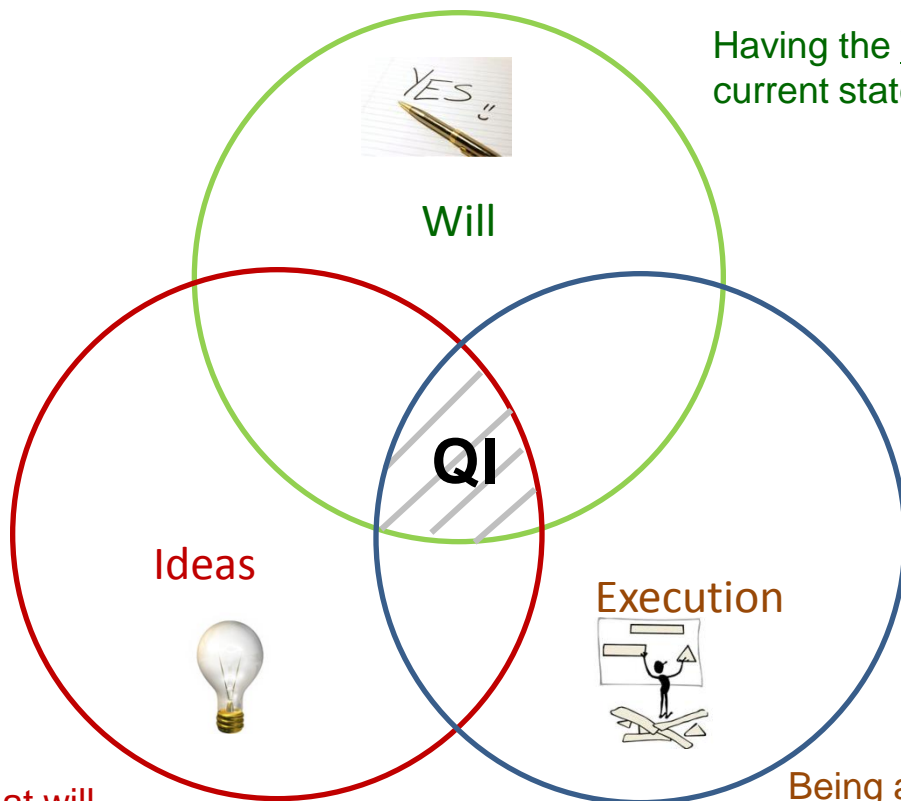 Having the
current stat
YES
Will
QI
Ideas
Execution
at will
Being a